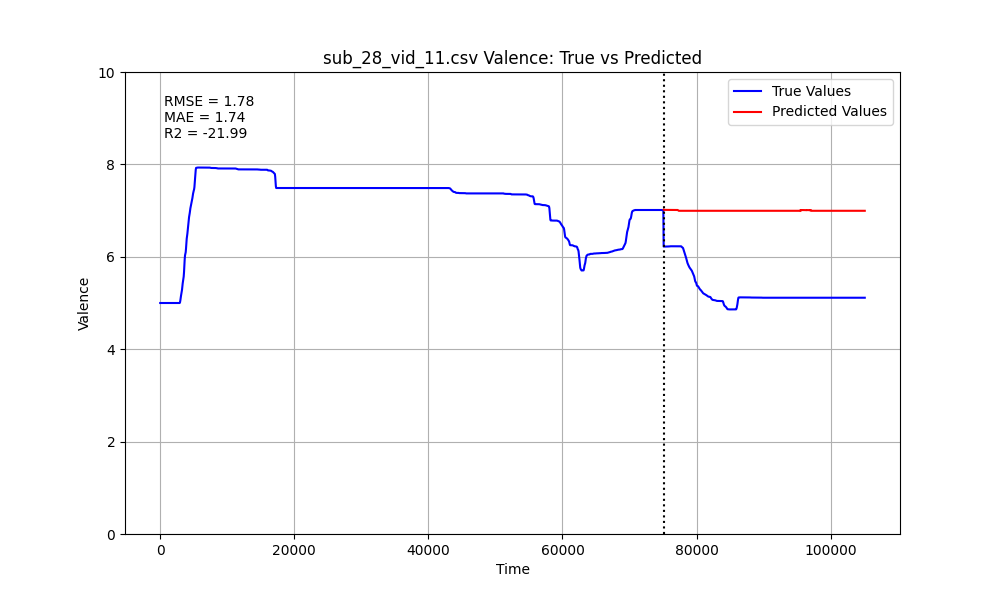 sub_28_vid_11.csv Valence: True vs Predicted
RMSE = 1.78
MAE = 1.74
R2 = -21.99
True Values
Predicted Values
10
8
6
4
2
0
Valence
0
20000
40000
60000
80000
100000
Time